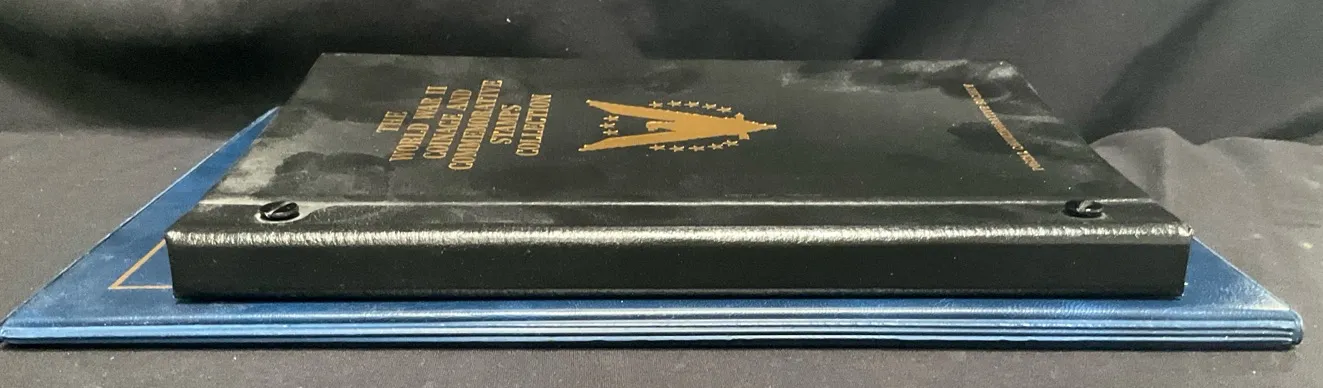 THE
WORLD WAR II
COINAGE AND
COMMEMORATIVE
STAMPS
COLLECTION